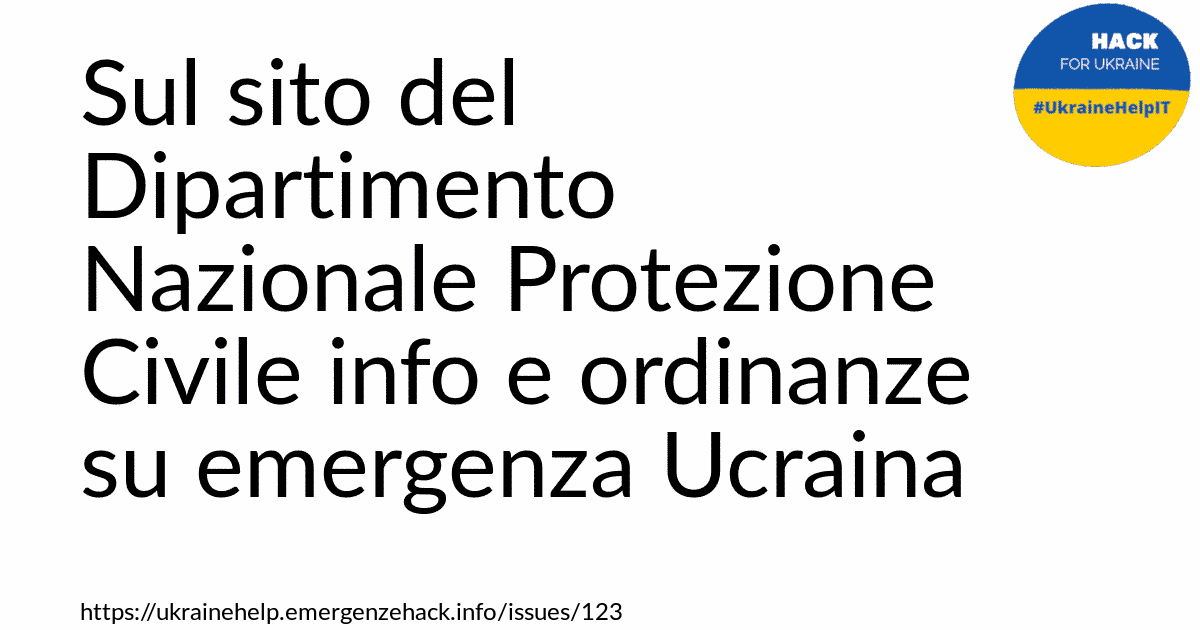 Sul sito del
Dipartimento
Nazionale Protezione
Civile info e ordinanze
su emergenza Ucraina
https://ukrainehelp.emergenzehack.info/issues/123
HACK
FOR UKRAINE
#UkraineHelpIT